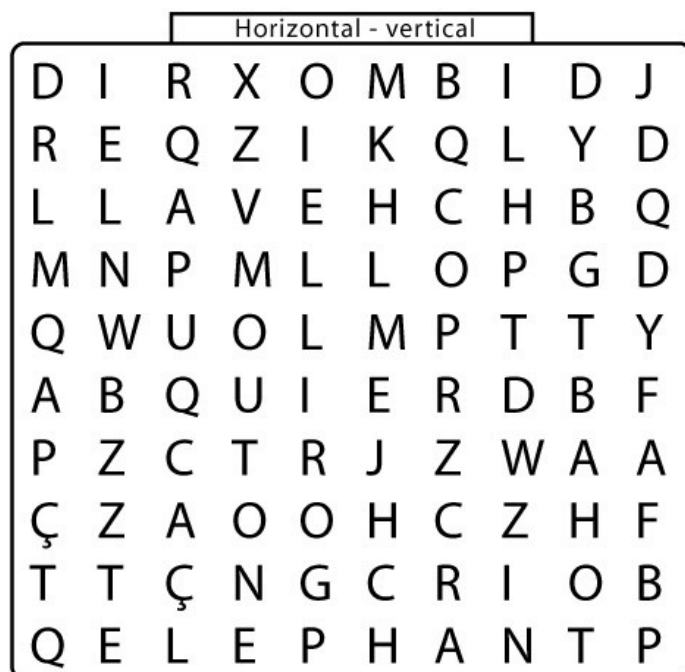 Horizontal - vertical
D I R X O M B I D J
R E Q Z I K Q L Y D
L L A V E H C H B Q
M N P M L L O P G D
Q W U O L M P T T Y
A B Q U I E R D B F
P Z C T R J Z W A A
Ç Z A O O H C Z H F
T T Ç N G C R I O B
Q E L E P H A N T P